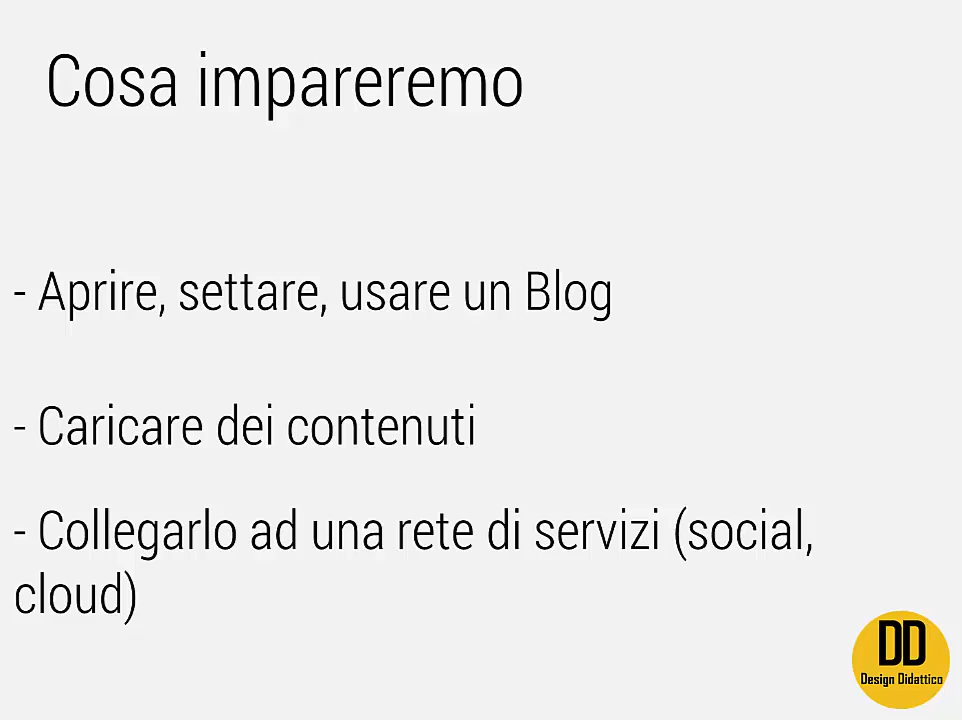 Cosa impareremo
- Aprire, settare, usare un Blog
- Caricare dei contenuti
- Collegarlo ad una rete di servizi (social,
cloud)
DD
Design Didattico